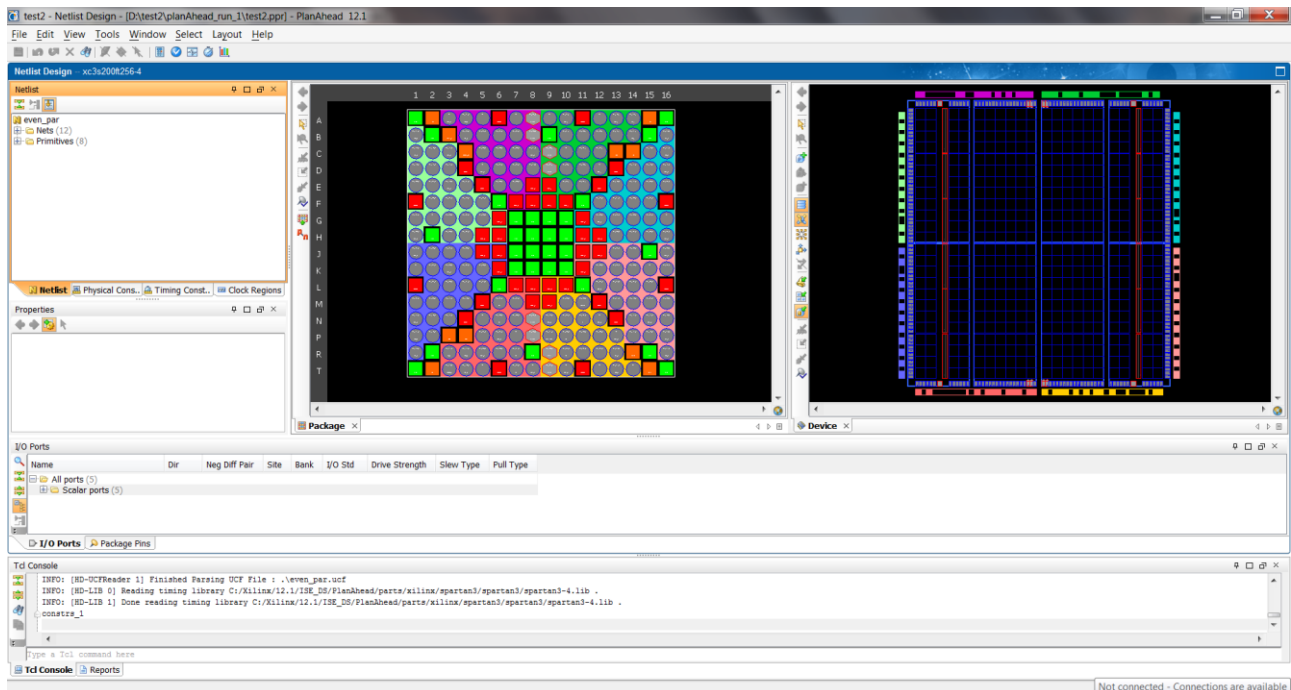 test2 - Netlist Design - [D:\test2\planAhead_run_1\test2.ppr] - PlanAhead 12.1
File Edit View Tools Window Select Layout Help
Netlist Design - xc3s200ft256-4
Netlist
even_par
Nets (12)
Primitives (8)
Netlist Physical Cons.. Timing Const.. Clock Regions
Properties
1 2 3 4 5 6 7 8 9 10 11 12 13 14 15 16
A
B
C
D
E
F
G
H
J
K
L
M
N
P
R
T
Package
Device
I/O Ports
Name Dir Neg Diff Pair Site Bank I/O Std Drive Strength Slew Type Pull Type
All ports (5)
Scalar ports (5)
I/O Ports Package Pins
Tcl Console
INFO: [HD-UCFReader 1] Finished Parsing UCF File : .\even_par.ucf
INFO: [HD-LIB 0] Reading timing library C:/Xilinx/12.1/ISE_DS/PlanAhead/parts/xilinx/spartan3/spartan3/spartan3-4.lib .
INFO: [HD-LIB 1] Done reading timing library C:/Xilinx/12.1/ISE_DS/PlanAhead/parts/xilinx/spartan3/spartan3/spartan3-4.lib .
constrs_1
Type a Tcl command here
Tcl Console Reports
Not connected - Connections are available